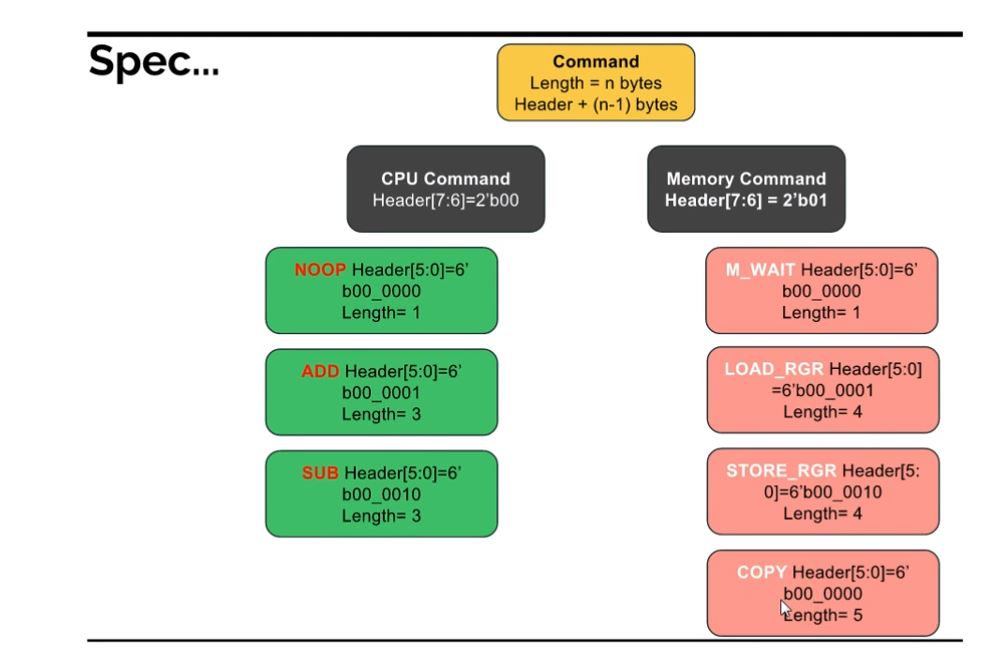 Spec...
Command
Length = n bytes
Header + (n-1) bytes
CPU Command
Header[7:6]=2’b00
Memory Command
Header[7:6] = 2’b01
NOOP Header[5:0]=6’
b00_0000
Length= 1
ADD Header[5:0]=6’
b00_0001
Length= 3
SUB Header[5:0]=6’
b00_0010
Length= 3
M_WAIT Header[5:0]=6’
b00_0000
Length= 1
LOAD_RGR Header[5:0]
=6’b00_0001
Length= 4
STORE_RGR Header[5:
0]=6’b00_0010
Length= 4
COPY Header[5:0]=6’
b00_0000
Length= 5